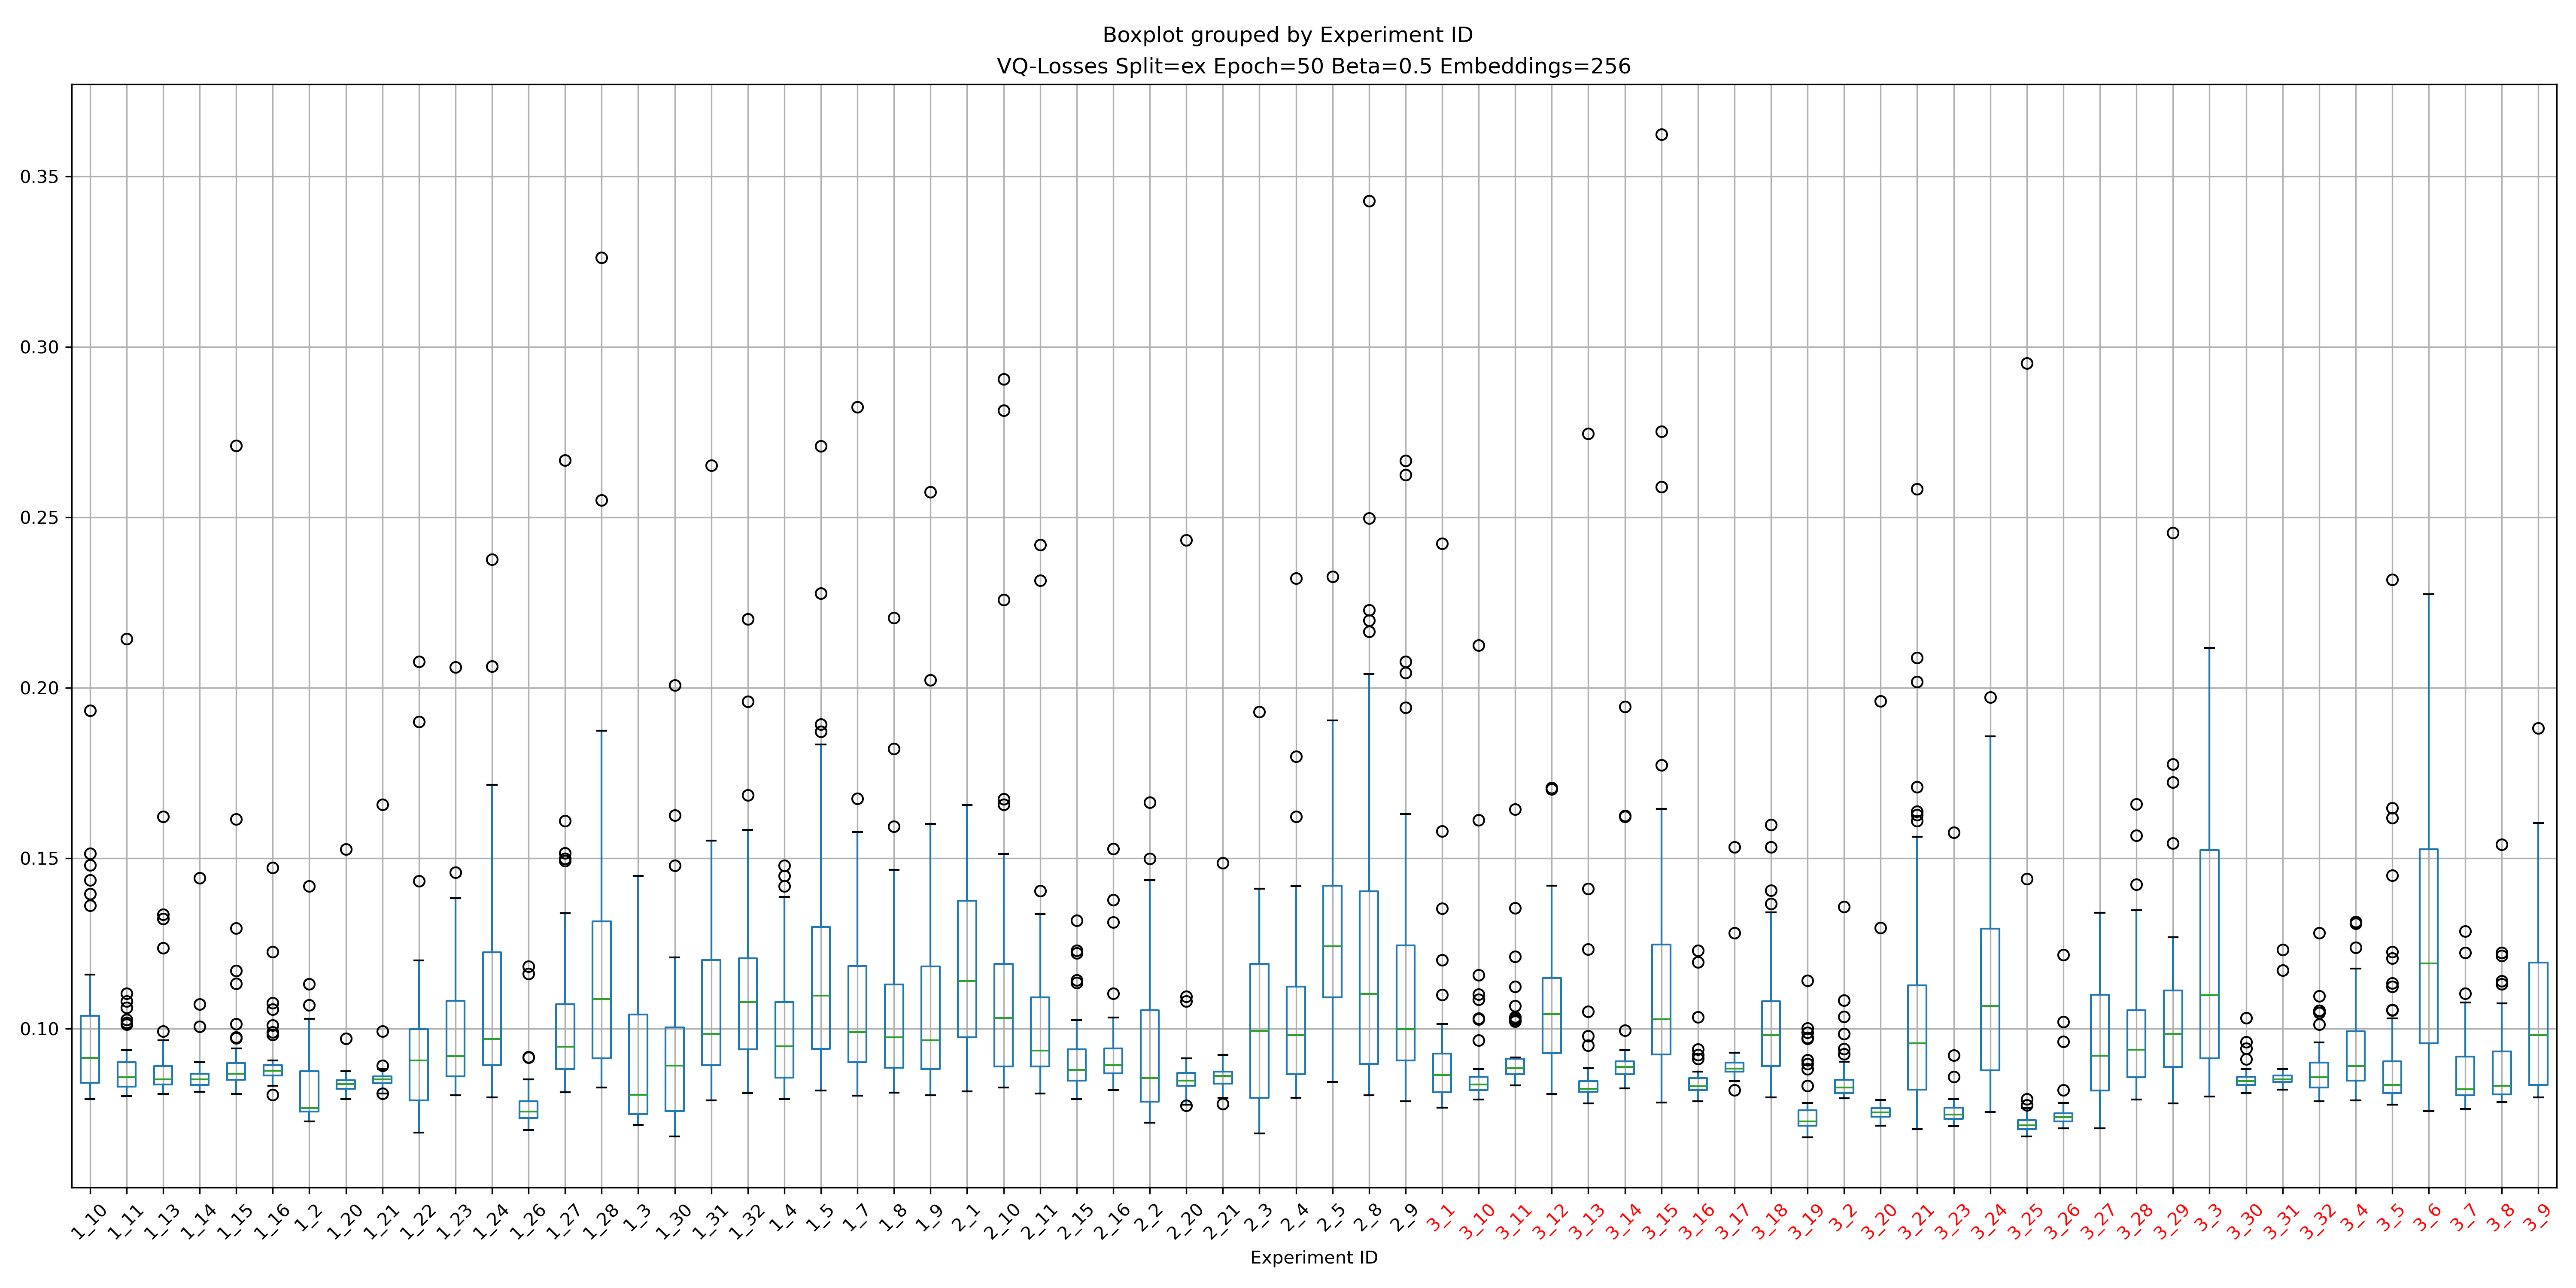 Boxplot grouped by Experiment ID
VQ-Losses Split=ex Epoch=50 Beta=0.5 Embeddings=256
0.35
0.30
0.25
0.20
0.15
0.10
1_10 1_11 1_13 1_14 1_15 1_16 1_2 1_20 1_21 1_22 1_23 1_24 1_26 1_27 1_28 1_3 1_30 1_31 1_32 1_4 1_5 1_7 1_8 1_9 2_1 2_10 2_11 2_15 2_16 2_2 2_20 2_21 2_3 2_4 2_5 2_8 2_9 3_1 3_10 3_11 3_12 3_13 3_14 3_15 3_16 3_17 3_18 3_19 3_2 3_20 3_21 3_23 3_24 3_25 3_26 3_27 3_28 3_29 3_3 3_30 3_31 3_32 3_4 3_5 3_6 3_7 3_8 3_9
Experiment ID